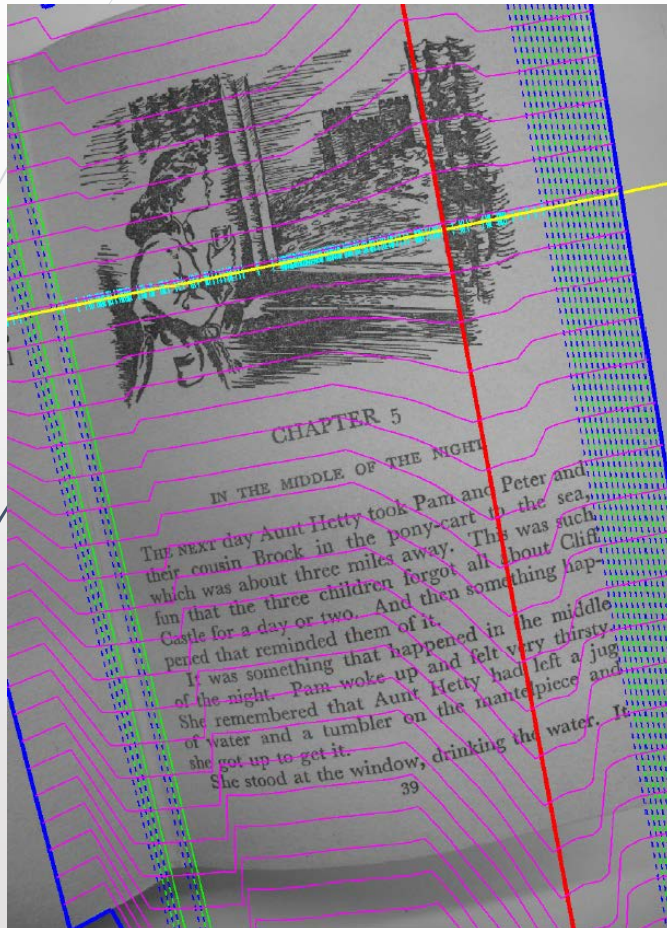 CHAPTER 5
IN THE MIDDLE OF THE NIGHT
THE NEXT day Aunt Hetty took Pam and Peter and
their cousin Brock in the pony-cart to the sea,
which was about three miles away. This was such
fun that the three children forgot all about Cliff
Castle for a day or two. And then something hap-
pened that reminded them of it.
It was something that happened in the middle
of the night. Pam woke up and felt very thirsty.
She remembered that Aunt Hetty had left a jug
of water and a tumbler on the mantelpiece and
she got up to get it.
She stood at the window, drinking the water. It
39